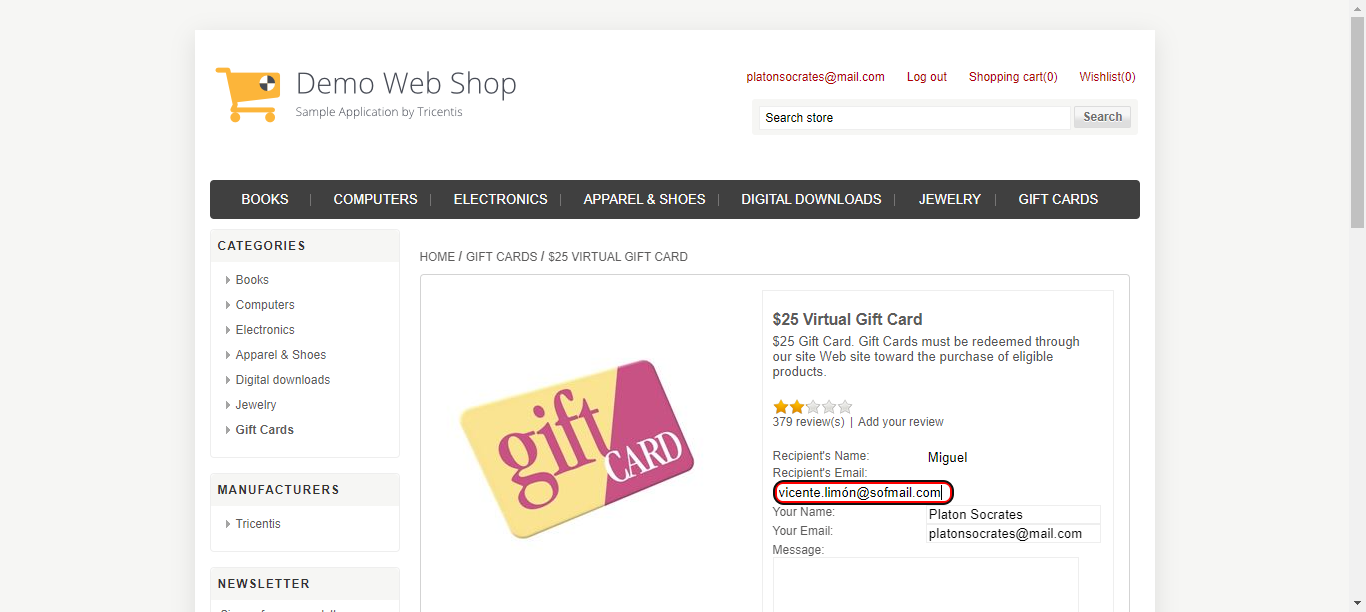 Demo Web Shop
Sample Application by Tricentis
platonsocrates@mail.com Log out Shopping cart(0) Wishlist(0)
Search store Search
BOOKS | COMPUTERS | ELECTRONICS | APPAREL & SHOES | DIGITAL DOWNLOADS | JEWELRY | GIFT CARDS
CATEGORIES
Books
Computers
Electronics
Apparel & Shoes
Digital downloads
Jewelry
Gift Cards
MANUFACTURERS
Tricentis
NEWSLETTER
HOME / GIFT CARDS / $25 VIRTUAL GIFT CARD
gift
CARD
$25 Virtual Gift Card
$25 Gift Card. Gift Cards must be redeemed through
our site Web site toward the purchase of eligible
products.
379 review(s) | Add your review
Recipient's Name: Miguel
Recipient's Email:
vicente.limón@sofmail.com
Your Name: Platon Socrates
Your Email: platonsocrates@mail.com
Message: